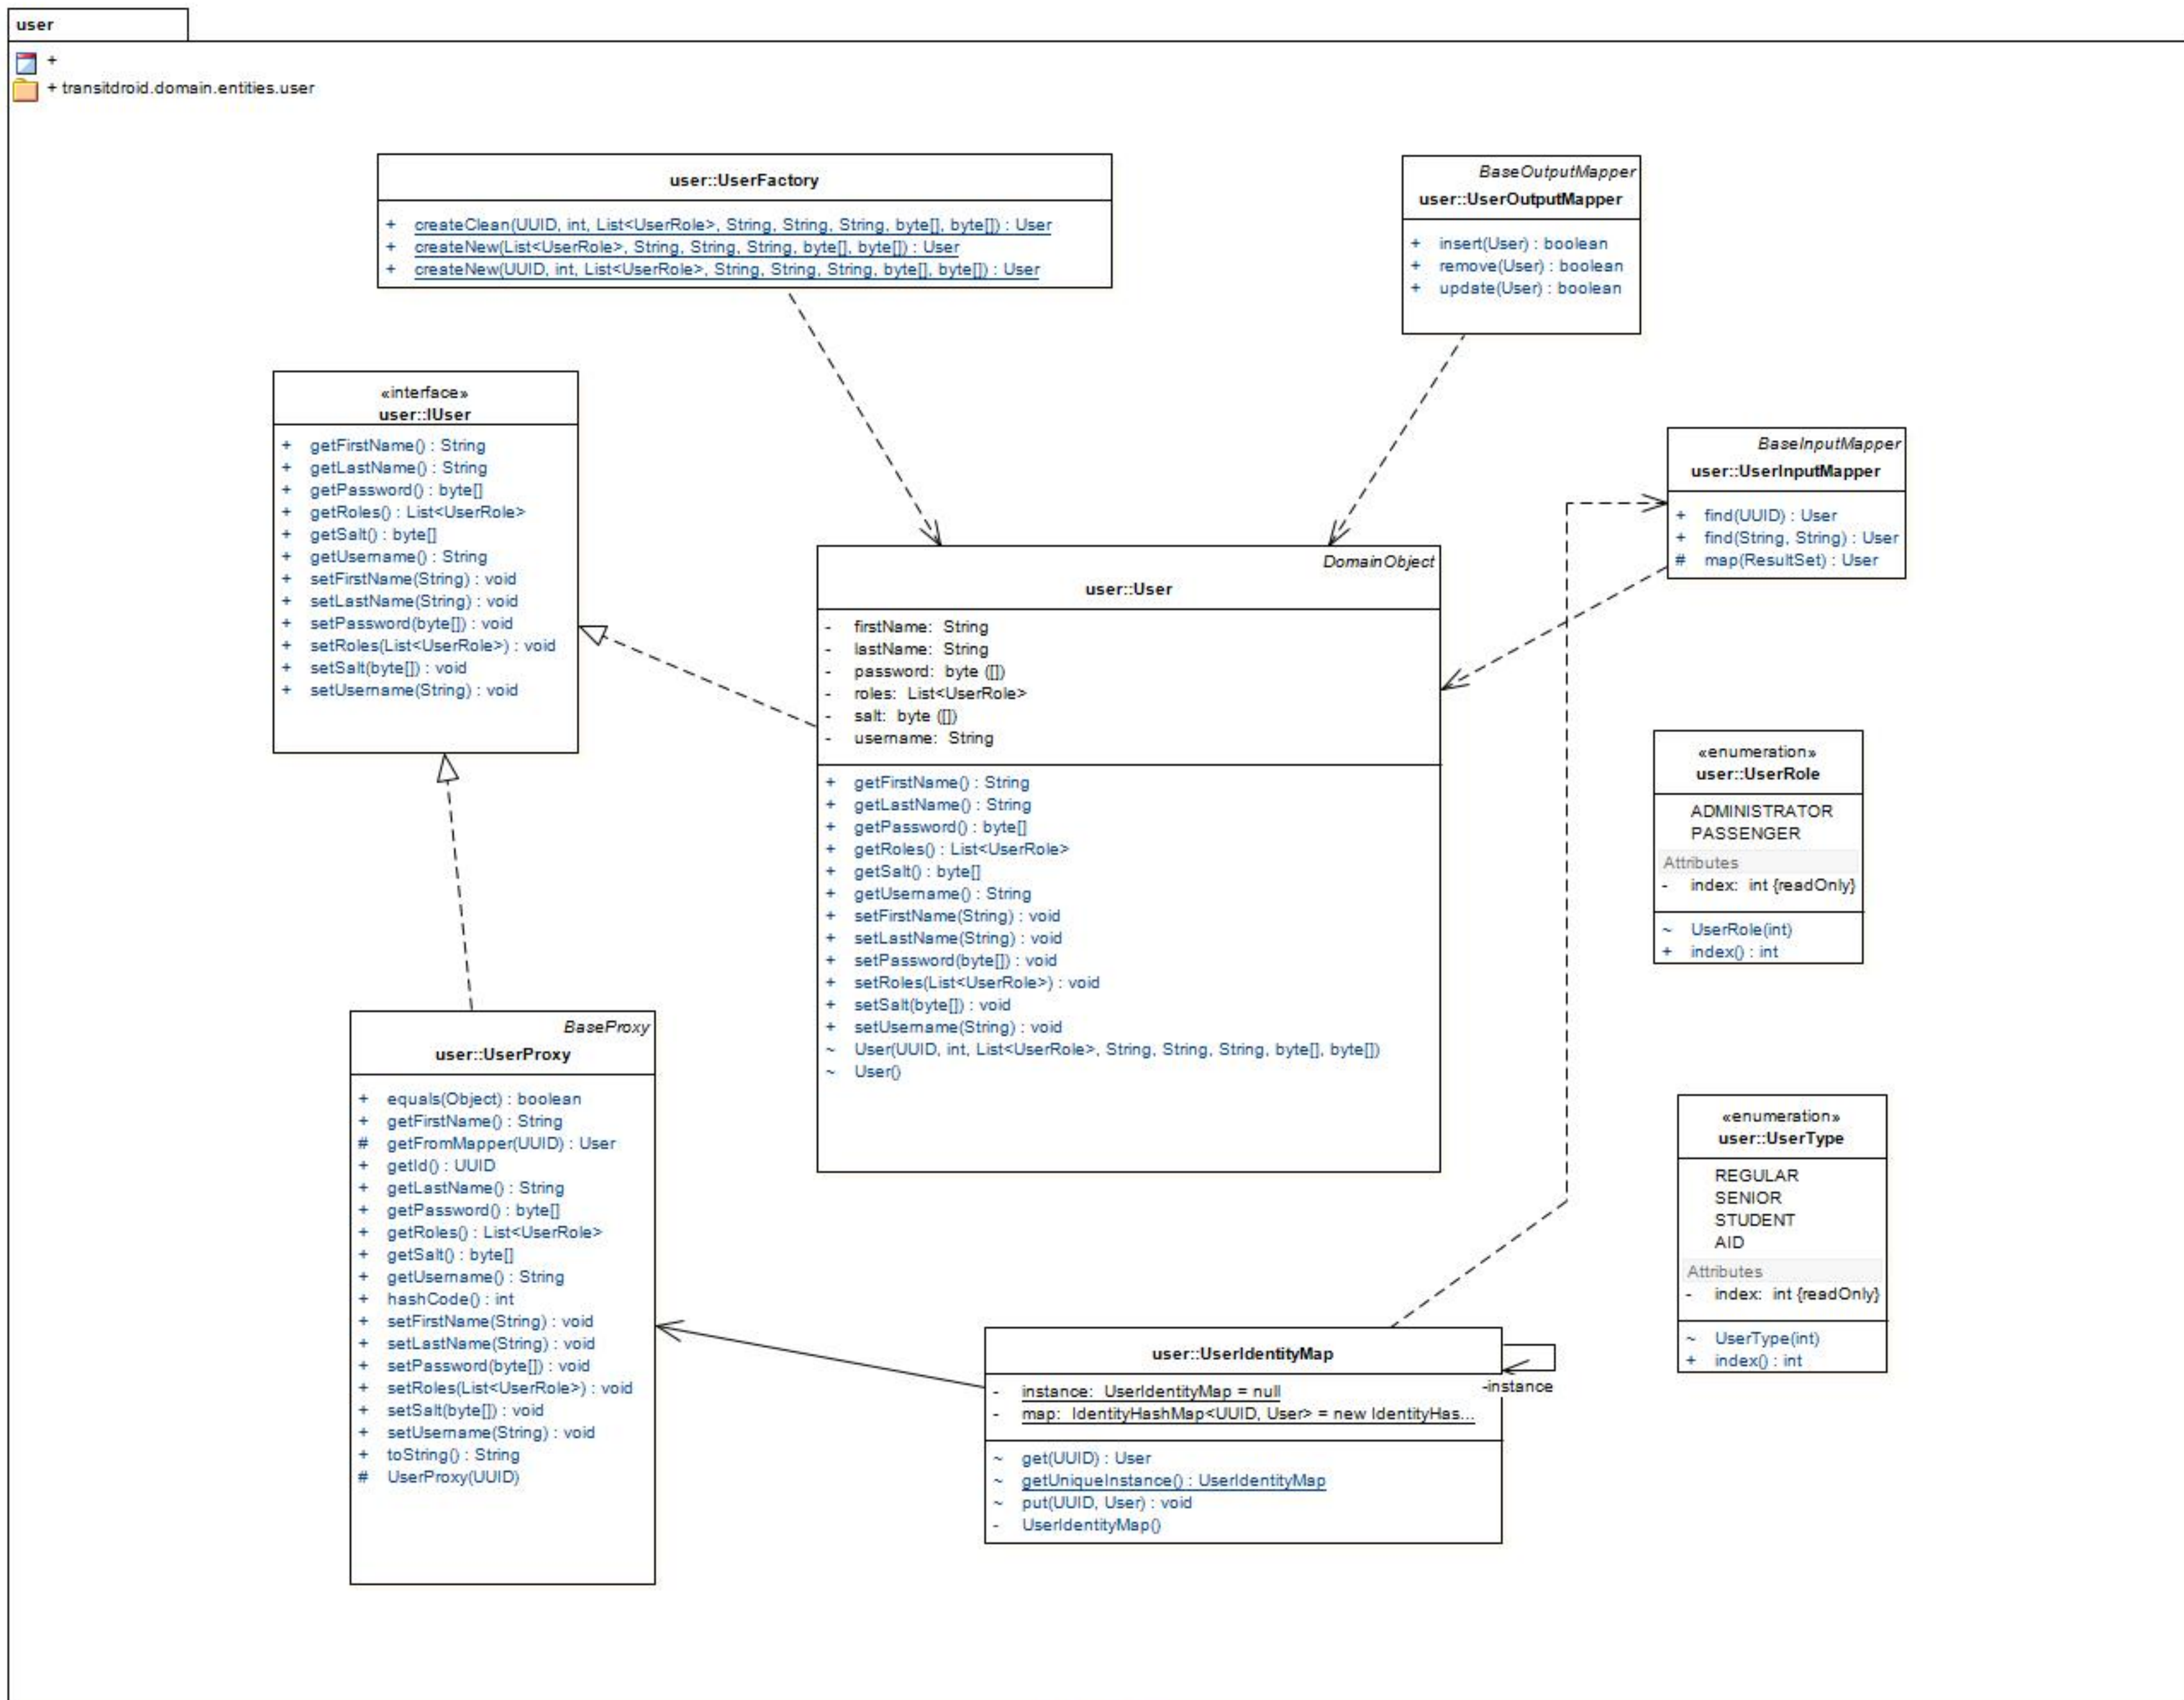 user
+
+ transitdroid.domain.entities.user
user::UserFactory
+ createClean(UUID, int, List<UserRole>, String, String, String, byte[], byte[]) : User
+ createNew(List<UserRole>, String, String, String, byte[], byte[]) : User
+ createNew(UUID, int, List<UserRole>, String, String, String, byte[], byte[]) : User
BaseOutputMapper
user::UserOutputMapper
+ insert(User) : boolean
+ remove(User) : boolean
+ update(User) : boolean
«interface»
user::IUser
+ getFirstName() : String
+ getLastName() : String
+ getPassword() : byte[]
+ getRoles() : List<UserRole>
+ getSalt() : byte[]
+ getUsername() : String
+ setFirstName(String) : void
+ setLastName(String) : void
+ setPassword(byte[]) : void
+ setRoles(List<UserRole>) : void
+ setSalt(byte[]) : void
+ setUsername(String) : void
BaseInputMapper
user::UserInputMapper
+ find(UUID) : User
+ find(String, String) : User
# map(ResultSet) : User
DomainObject
user::User
- firstName: String
- lastName: String
- password: byte ([])
- roles: List<UserRole>
- salt: byte ([])
- username: String
+ getFirstName() : String
+ getLastName() : String
+ getPassword() : byte[]
+ getRoles() : List<UserRole>
+ getSalt() : byte[]
+ getUsername() : String
+ setFirstName(String) : void
+ setLastName(String) : void
+ setPassword(byte[]) : void
+ setRoles(List<UserRole>) : void
+ setSalt(byte[]) : void
+ setUsername(String) : void
~ User(UUID, int, List<UserRole>, String, String, String, byte[], byte[])
~ User()
«enumeration»
user::UserRole
ADMINISTRATOR
PASSENGER
Attributes
- index: int {readOnly}
~ UserRole(int)
+ index() : int
BaseProxy
user::UserProxy
+ equals(Object) : boolean
+ getFirstName() : String
# getFromMapper(UUID) : User
+ getId() : UUID
+ getLastName() : String
+ getPassword() : byte[]
+ getRoles() : List<UserRole>
+ getSalt() : byte[]
+ getUsername() : String
+ hashCode() : int
+ setFirstName(String) : void
+ setLastName(String) : void
+ setPassword(byte[]) : void
+ setRoles(List<UserRole>) : void
+ setSalt(byte[]) : void
+ setUsername(String) : void
+ toString() : String
# UserProxy(UUID)
«enumeration»
user::UserType
REGULAR
SENIOR
STUDENT
AID
Attributes
- index: int {readOnly}
~ UserType(int)
+ index() : int
user::UserIdentityMap
- instance: UserIdentityMap = null
- map: IdentityHashMap<UUID, User> = new IdentityHas...
~ get(UUID) : User
~ getUniqueInstance() : UserIdentityMap
~ put(UUID, User) : void
- UserIdentityMap()
-instance